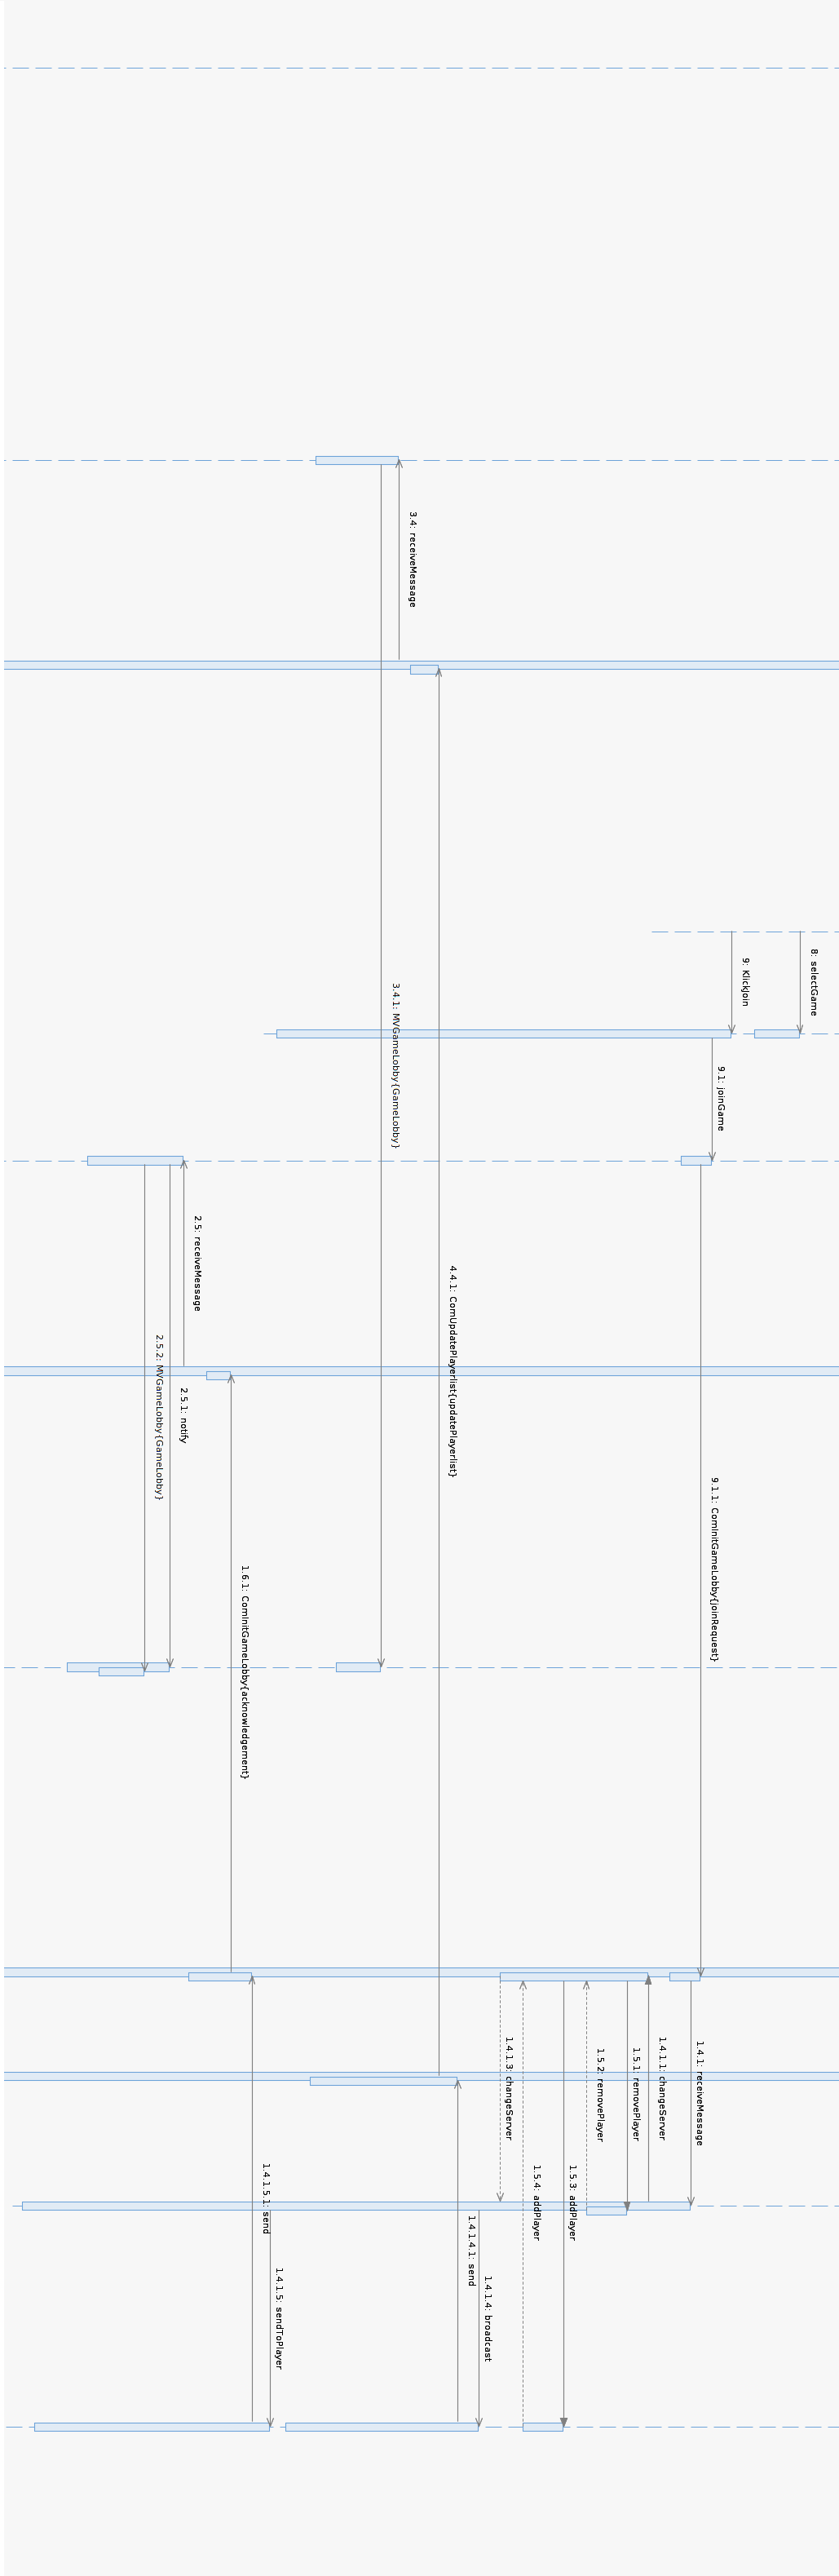 8: selectGame
9: KlickJoin
9.1: joinGame
9.1.1: ComInitGameLobby{joinRequest}
1.4.1: receiveMessage
1.4.1.1: changeServer
1.5.1: removePlayer
1.5.2: removePlayer
1.5.3: addPlayer
1.5.4: addPlayer
1.4.1.3: changeServer
1.4.1.4: broadcast
1.4.1.4.1: send
4.4.1: ComUpdatePlayerlist{updatePlayerlist}
3.4: receiveMessage
3.4.1: MVGameLobby{GameLobby}
1.4.1.5: sendToPlayer
1.4.1.5.1: send
1.6.1: ComInitGameLobby{acknowledgement}
2.5: receiveMessage
2.5.1: notify
2.5.2: MVGameLobby{GameLobby}